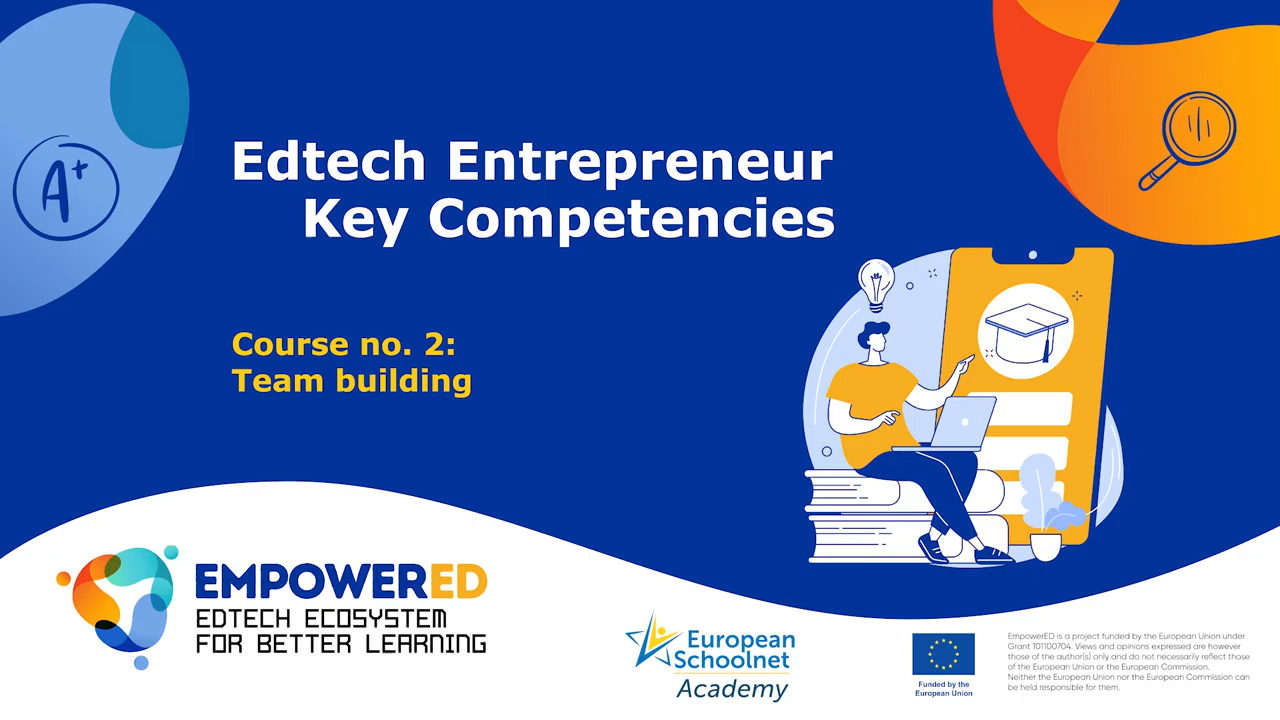 A+
Edtech Entrepreneur
Key Competencies
Course no. 2:
Team building
EMPOWERED
EDTECH ECOSYSTEM
FOR BETTER LEARNING
European
Schoolnet
Academy
Funded by the
European Union
EmpowerED is a project funded by the European Union under
Grant 101100704. Views and opinions expressed are however
those of the author(s) only and do not necessarily reflect those
of the European Union or the European Commission.
Neither the European Union nor the European Commission can
be held responsible for them.